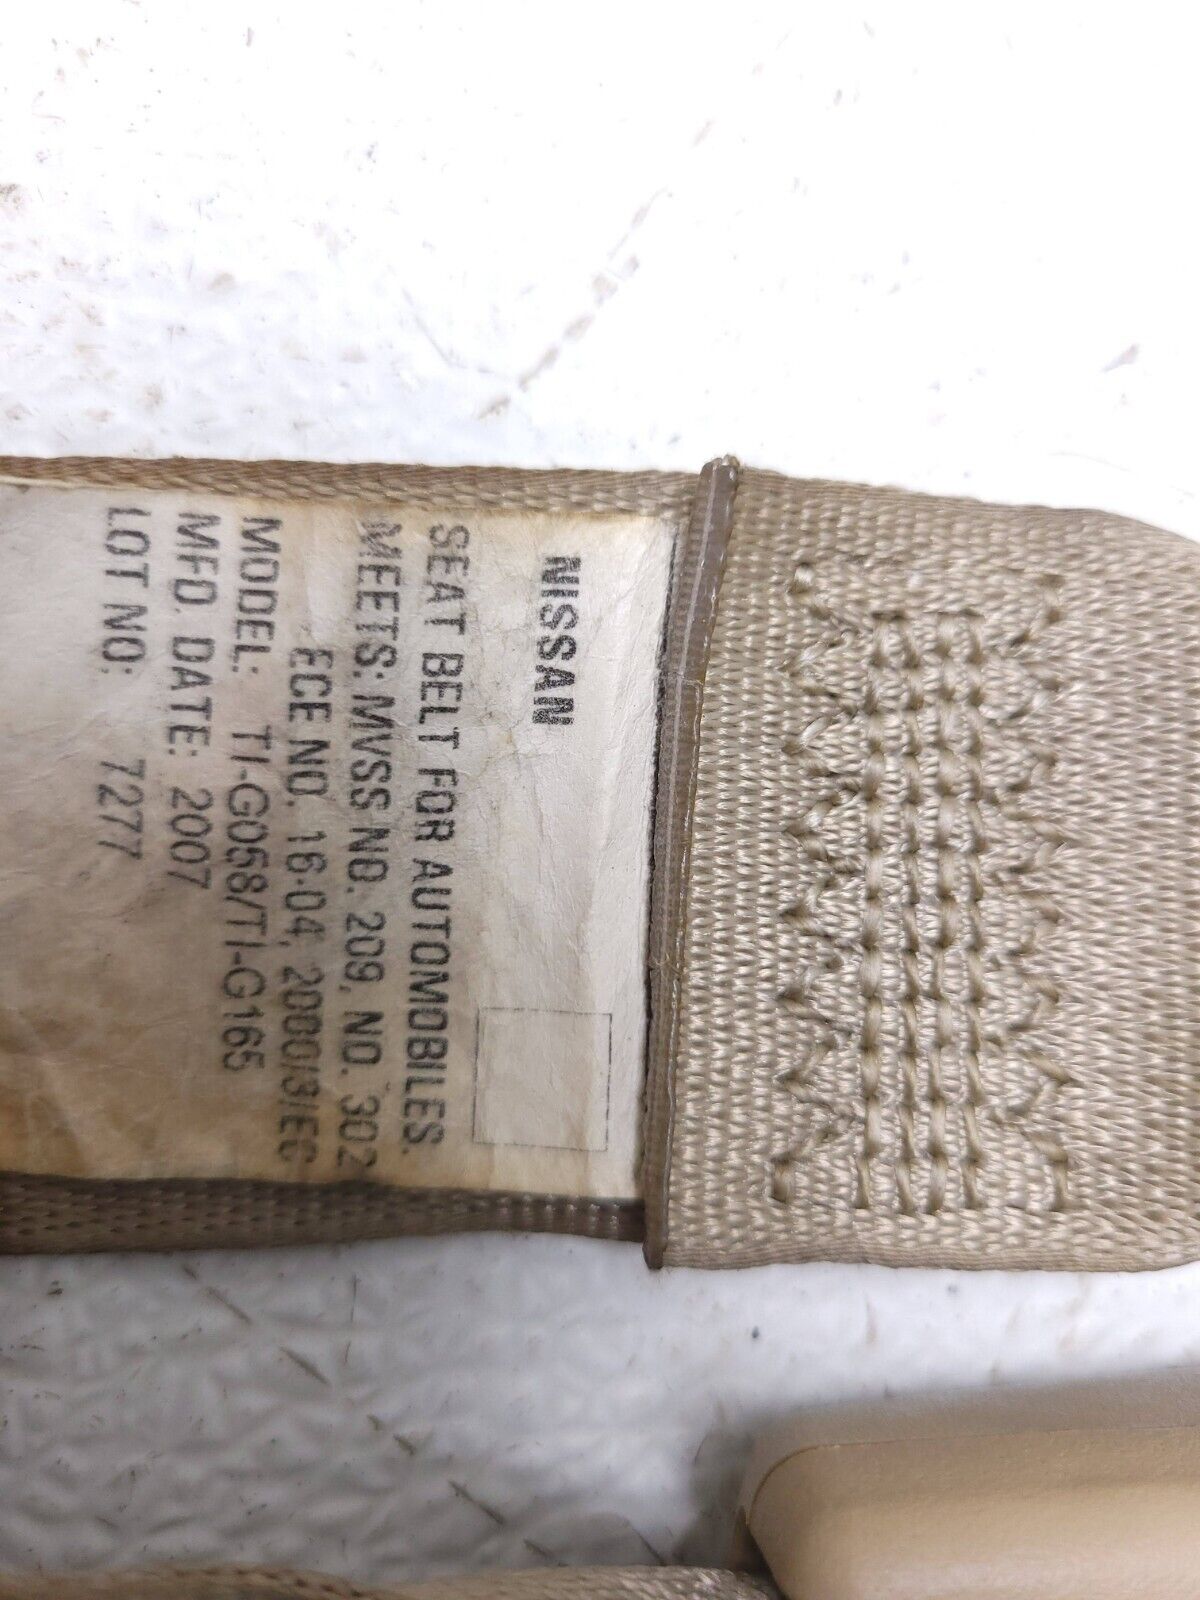 NISSAN
SEAT BELT FOR AUTOMOBILES.
MEETS: MVSS NO. 209, NO. 302
ECE NO. 16-04, 2000/3/EC
MODEL: TI-G068/TI-G165
MFD. DATE: 2007
LOT NO: 7277